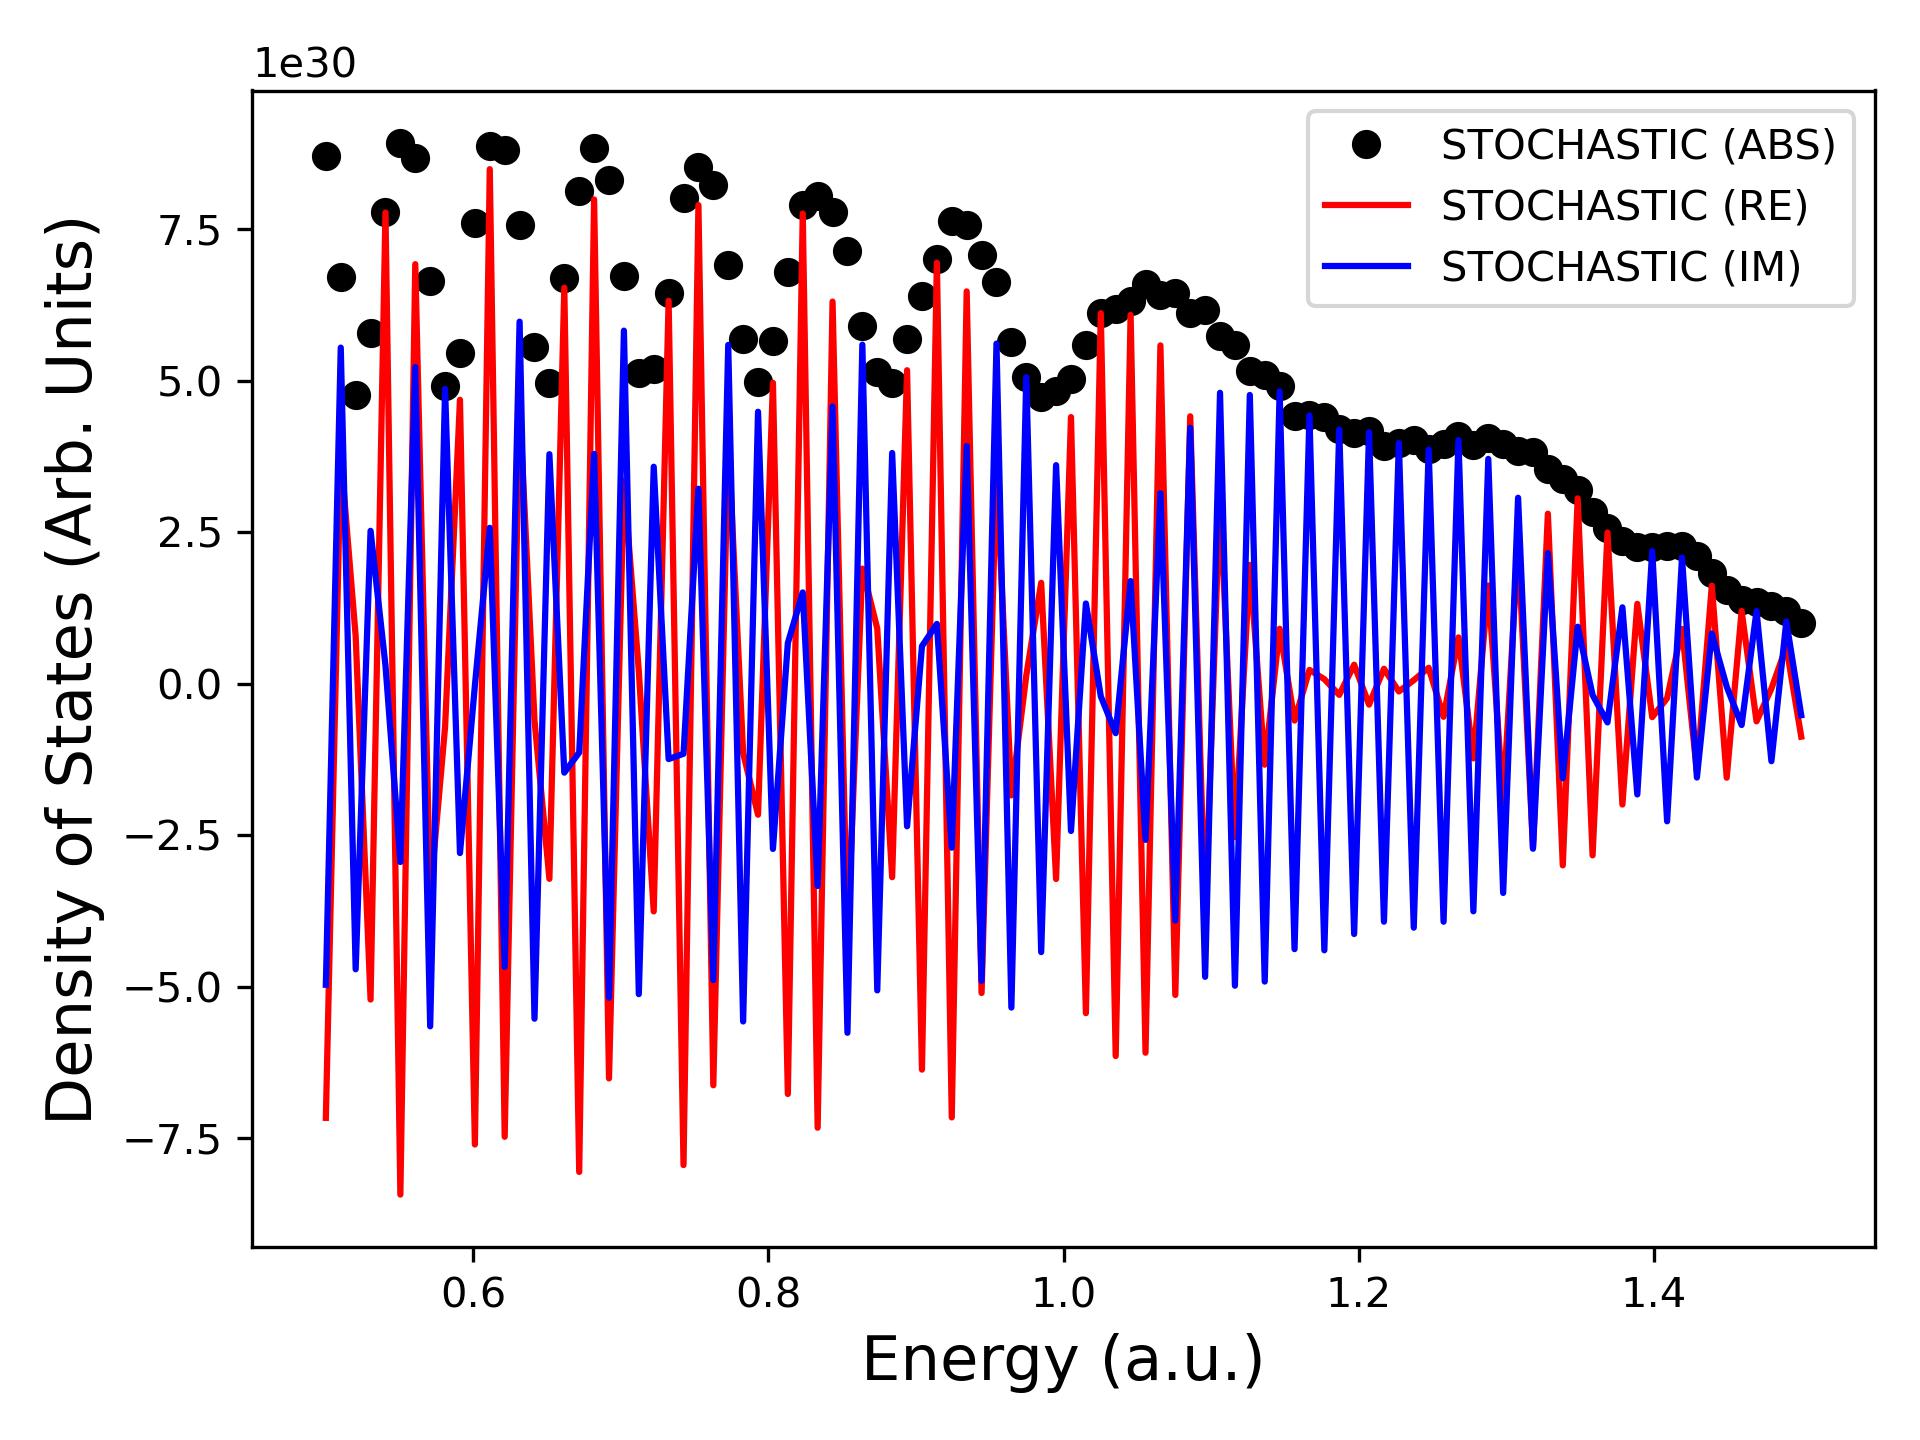 1e30
STOCHASTIC (ABS)
STOCHASTIC (RE)
STOCHASTIC (IM)
Density of States (Arb. Units)
7.5
5.0
2.5
0.0
−2.5
−5.0
−7.5
0.6 0.8 1.0 1.2 1.4
Energy (a.u.)